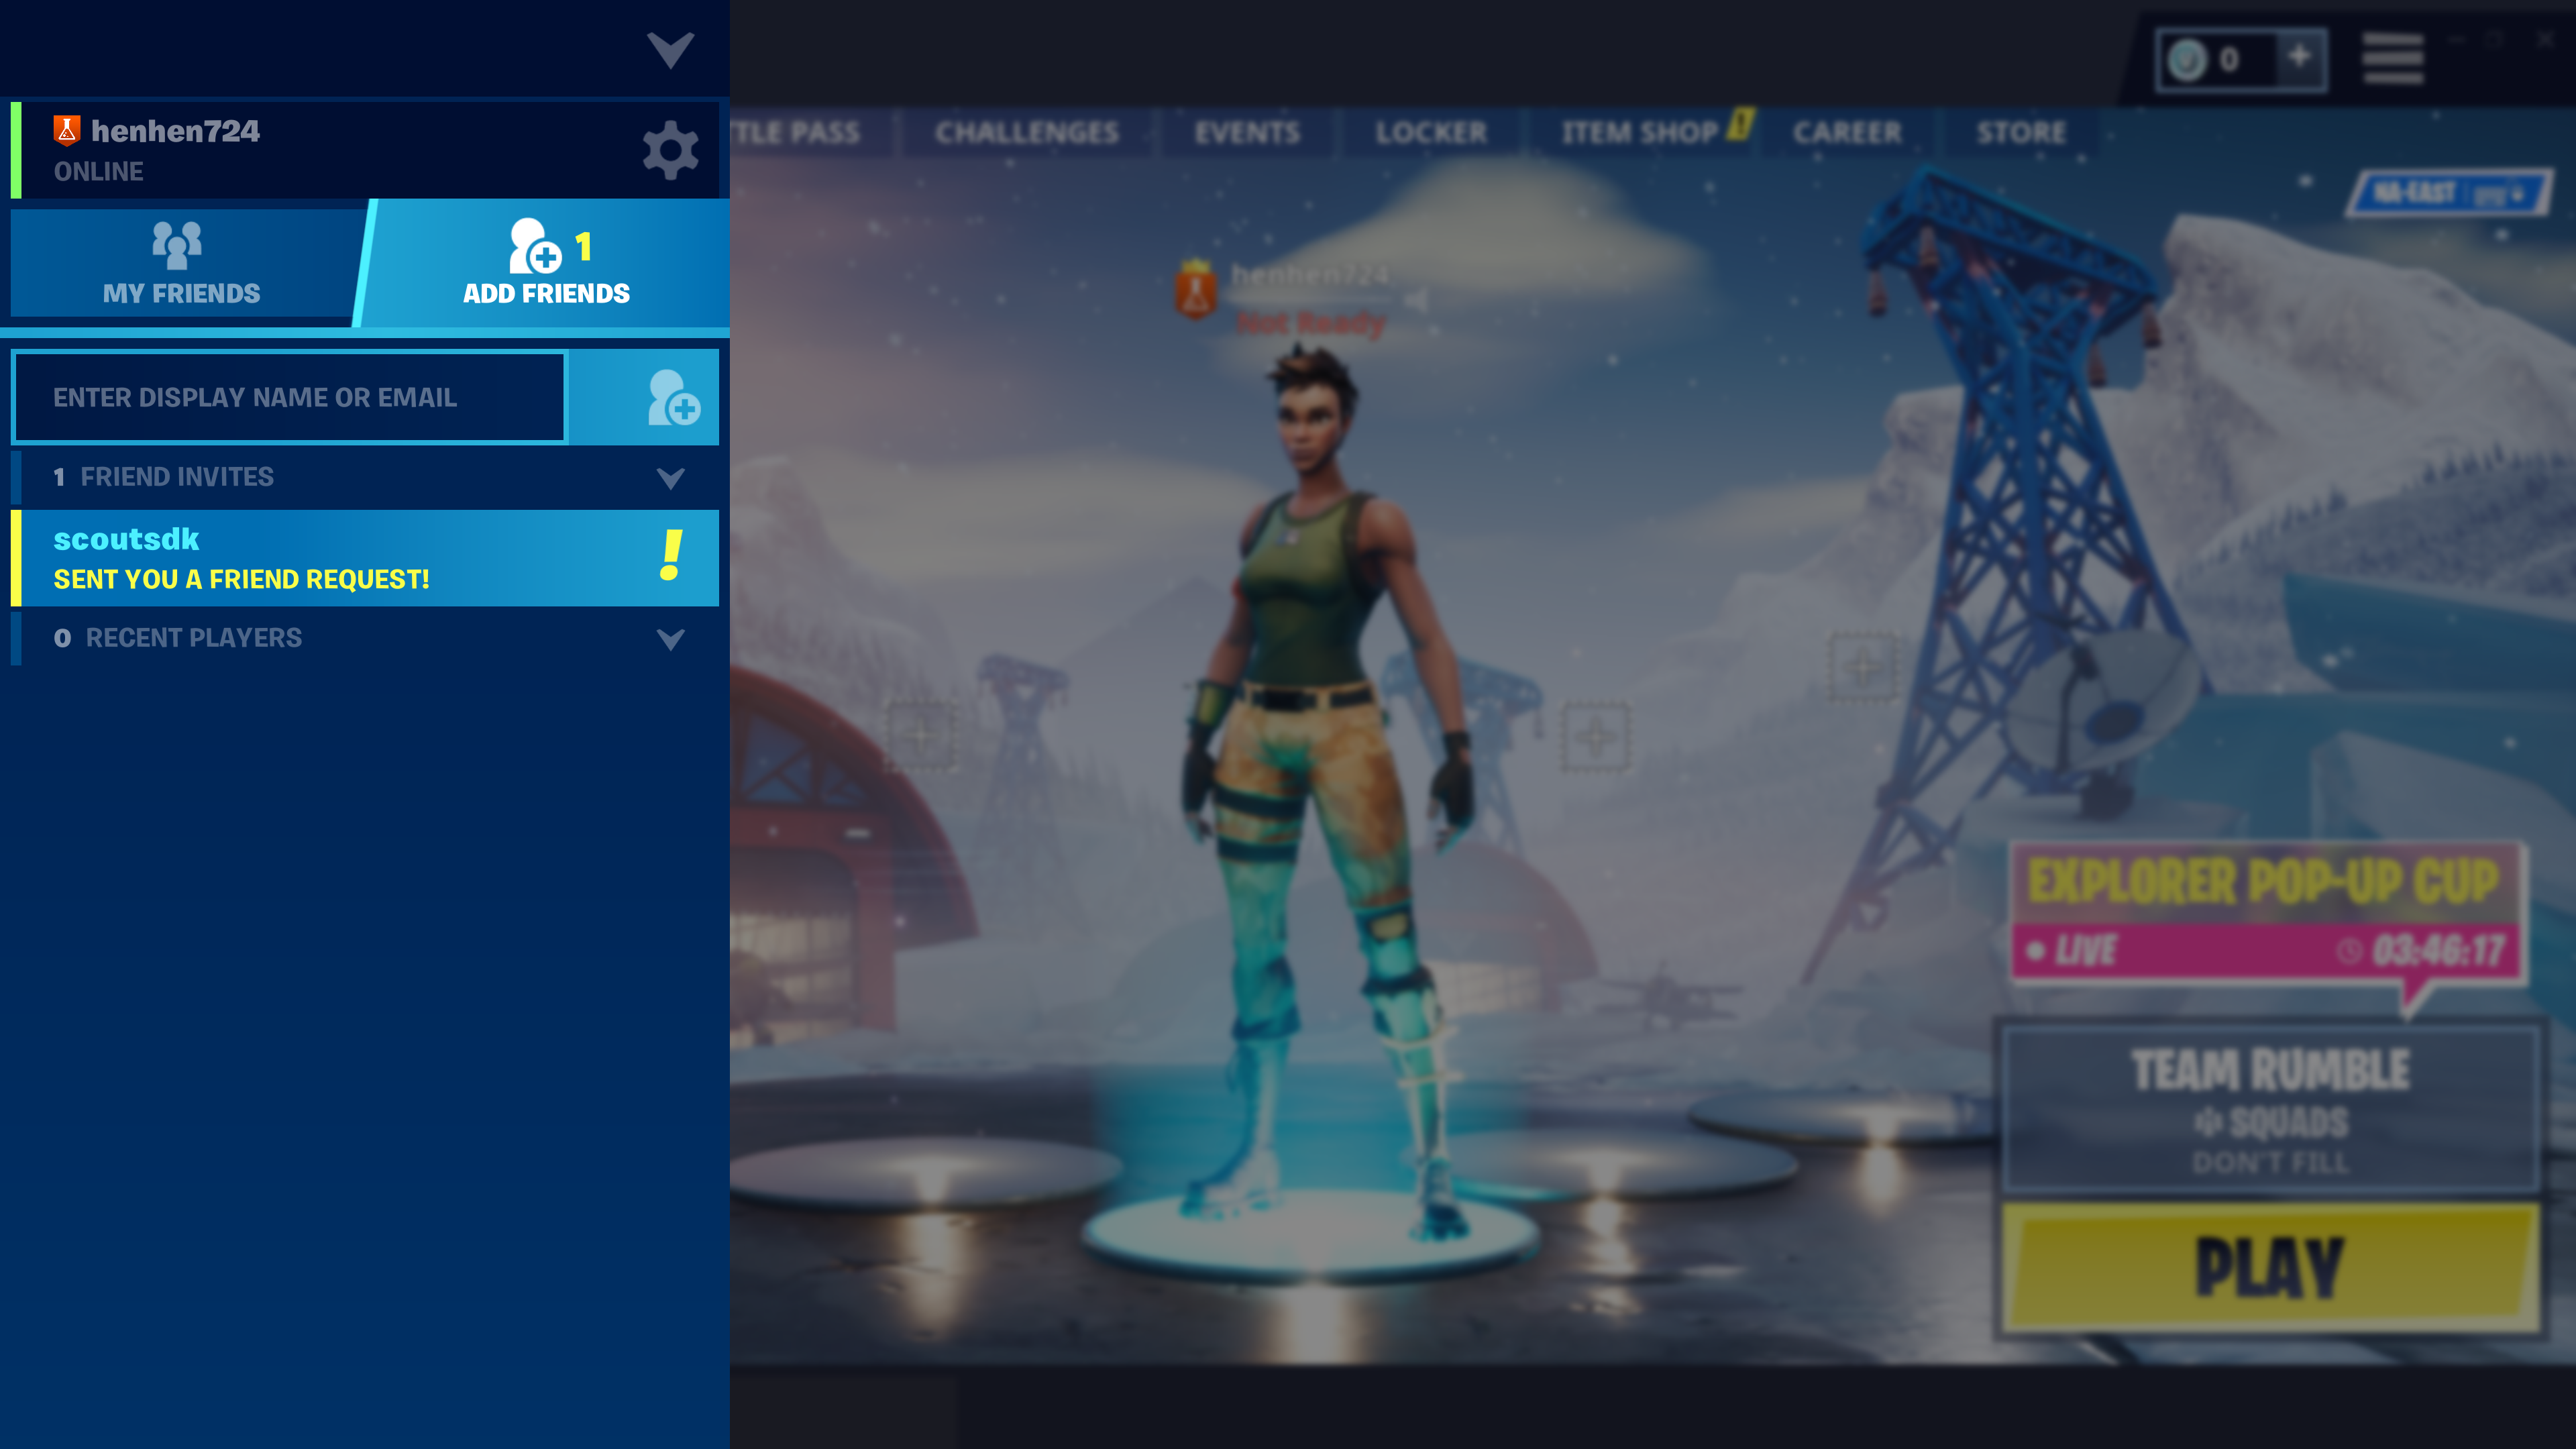 henhen724
ONLINE
MY FRIENDS
1
ADD FRIENDS
ENTER DISPLAY NAME OR EMAIL
1 FRIEND INVITES
scoutsdk
SENT YOU A FRIEND REQUEST!
!
0 RECENT PLAYERS
0 +
TLE PASS CHALLENGES EVENTS LOCKER ITEM SHOP ! CAREER STORE
NA-EAST
henhen724
Not Ready
EXPLORER POP-UP CUP
LIVE 03:46:17
TEAM RUMBLE
SQUADS
DON'T FILL
PLAY